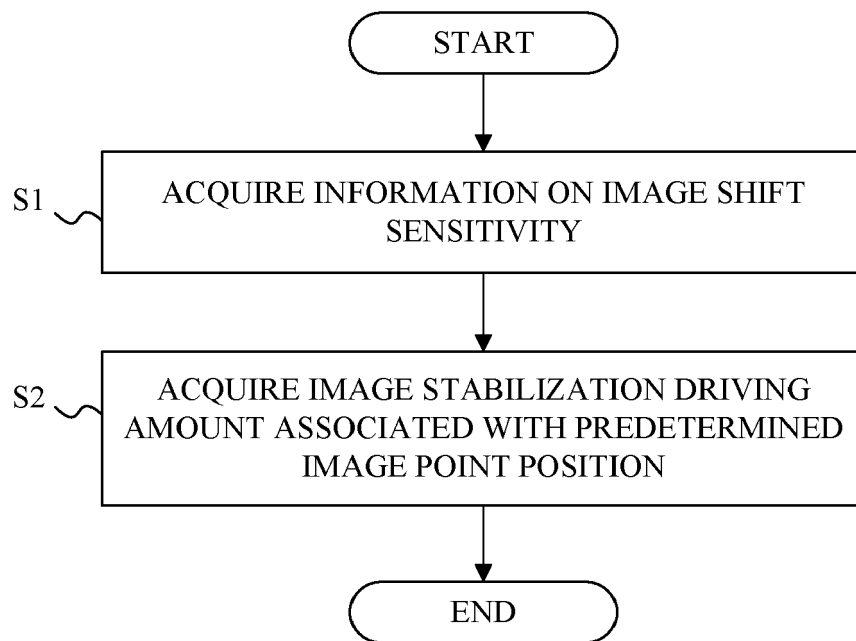 START
S1
ACQUIRE INFORMATION ON IMAGE SHIFT
SENSITIVITY
S2
ACQUIRE IMAGE STABILIZATION DRIVING
AMOUNT ASSOCIATED WITH PREDETERMINED
IMAGE POINT POSITION
END